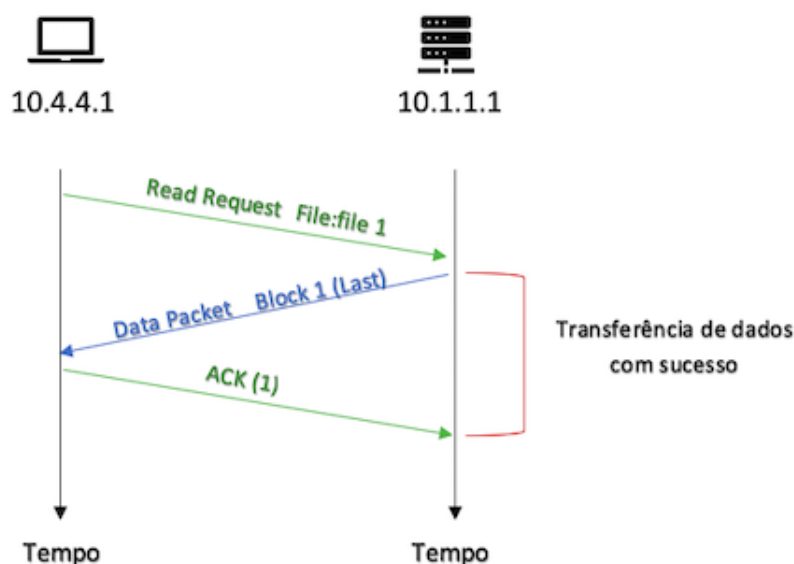 10.4.4.1
10.1.1.1
Read Request File:file 1
Data Packet Block 1 (Last)
ACK (1)
Transferência de dados
com sucesso
Tempo
Tempo